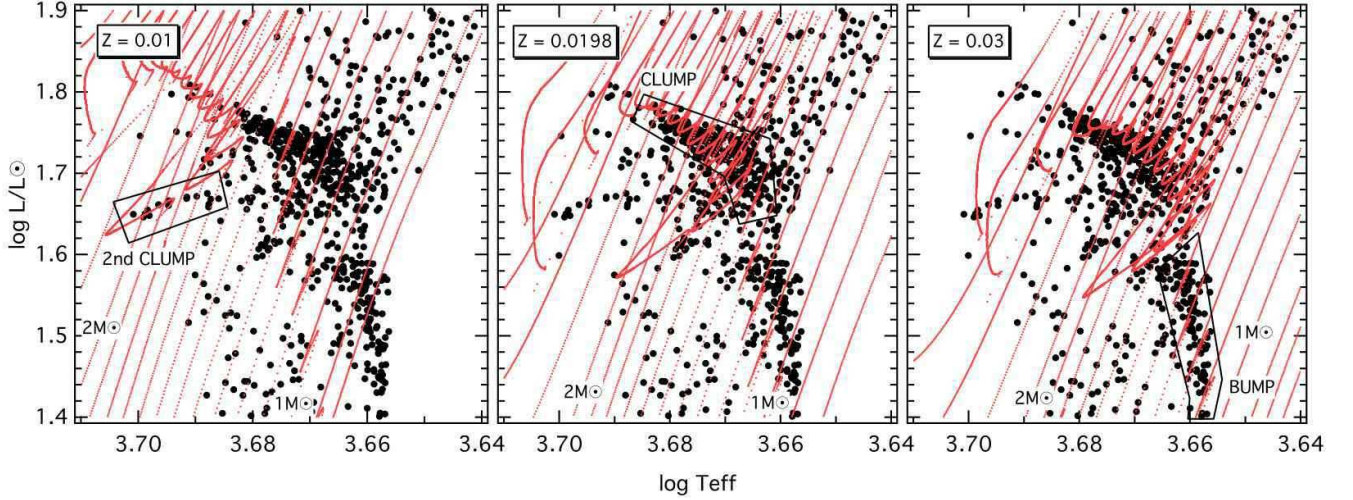 log L/L☉
1.9
1.8
1.7
1.6
1.5
1.4
Z = 0.01
2nd CLUMP
2M☉
1M☉
3.70
3.68
3.66
3.64
Z = 0.0198
CLUMP
2M☉
1M☉
3.70
3.68
3.66
3.64
Z = 0.03
1M☉
BUMP
2M☉
3.70
3.68
3.66
3.64
log Teff